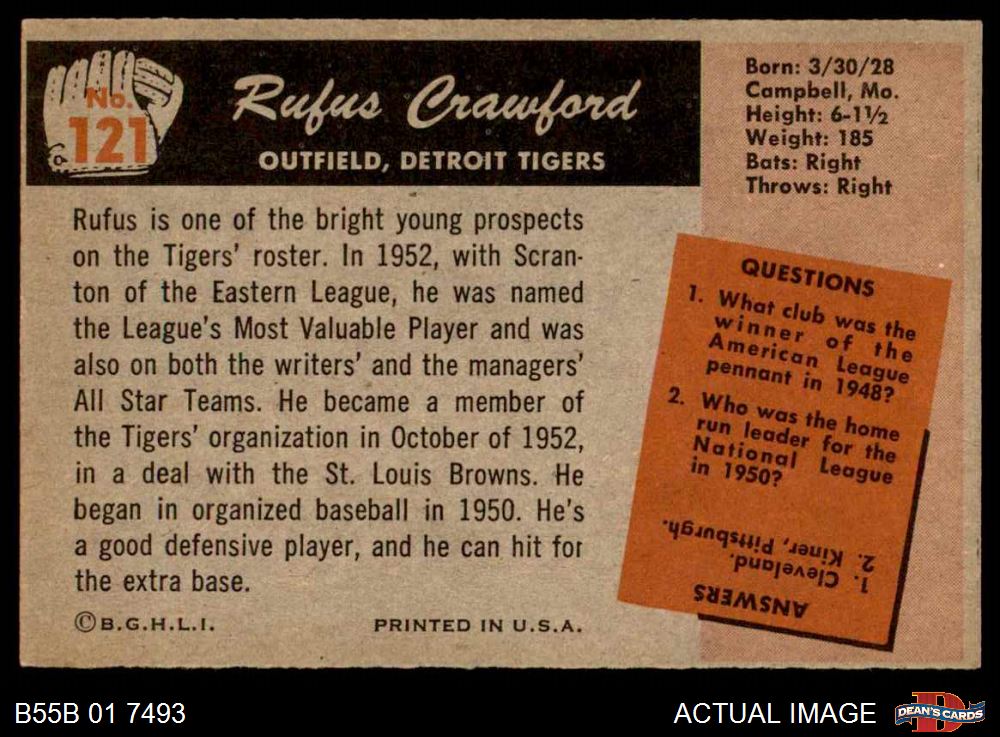 No.
121
Rufus Crawford
OUTFIELD, DETROIT TIGERS
Born: 3/30/28
Campbell, Mo.
Height: 6-1½
Weight: 185
Bats: Right
Throws: Right
Rufus is one of the bright young prospects
on the Tigers' roster. In 1952, with Scran-
ton of the Eastern League, he was named
the League's Most Valuable Player and was
also on both the writers' and the managers'
All Star Teams. He became a member of
the Tigers' organization in October of 1952,
in a deal with the St. Louis Browns. He
began in organized baseball in 1950. He's
a good defensive player, and he can hit for
the extra base.
©B.G.H.L.I.
PRINTED IN U.S.A.
QUESTIONS
1. What club was the
winner of the
American League
pennant in 1948?
2. Who was the home
run leader for the
National League
in 1950?
ANSWERS
1. Cleveland.
2. Kiner, Pittsburgh.
B55B 01 7493
ACTUAL IMAGE
D
DEAN'S CARDS